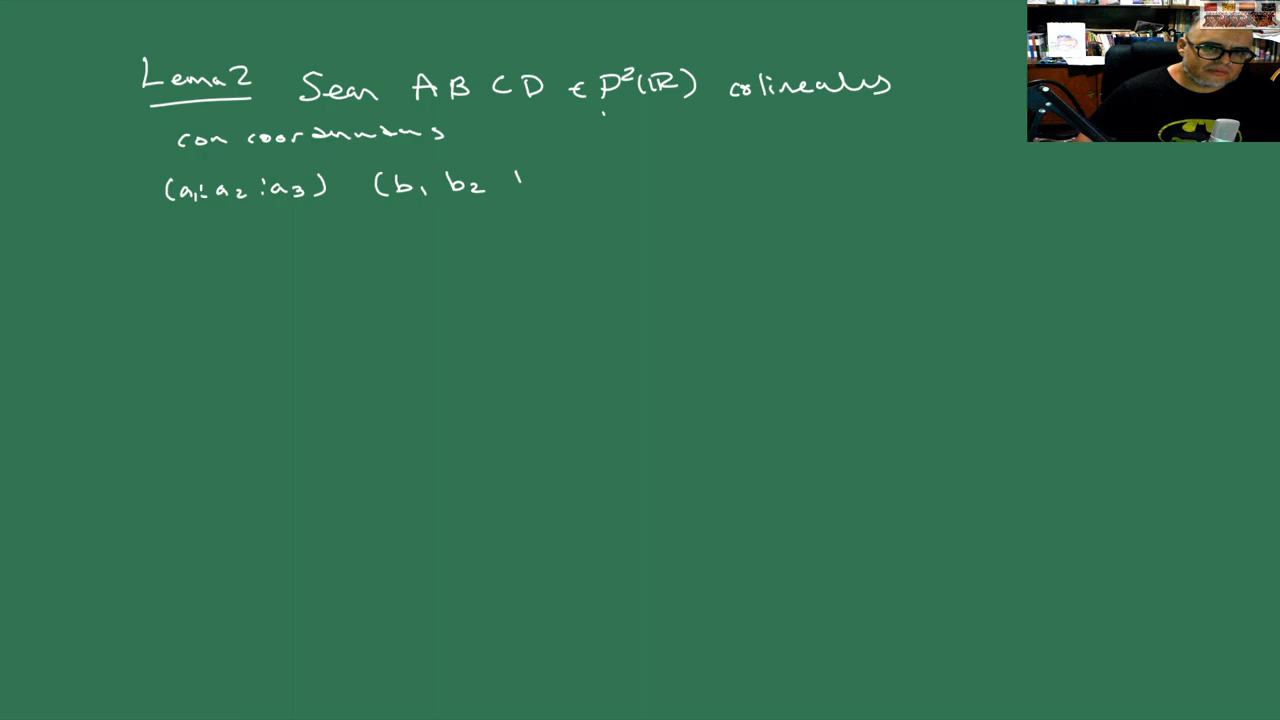 Lema 2 Sean A B C D ∈ P²(ℝ) colineales
con coordenadas
(a₁:a₂:a₃) (b₁ b₂